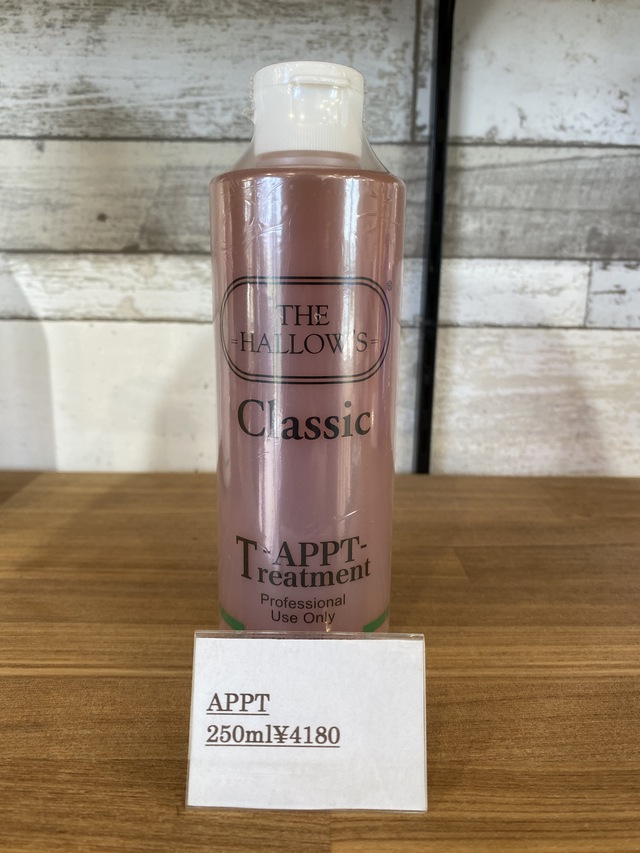 THE
HALLOW'S
®
Classic
-APPT-
Treatment
Professional
Use Only
APPT
250ml¥4180